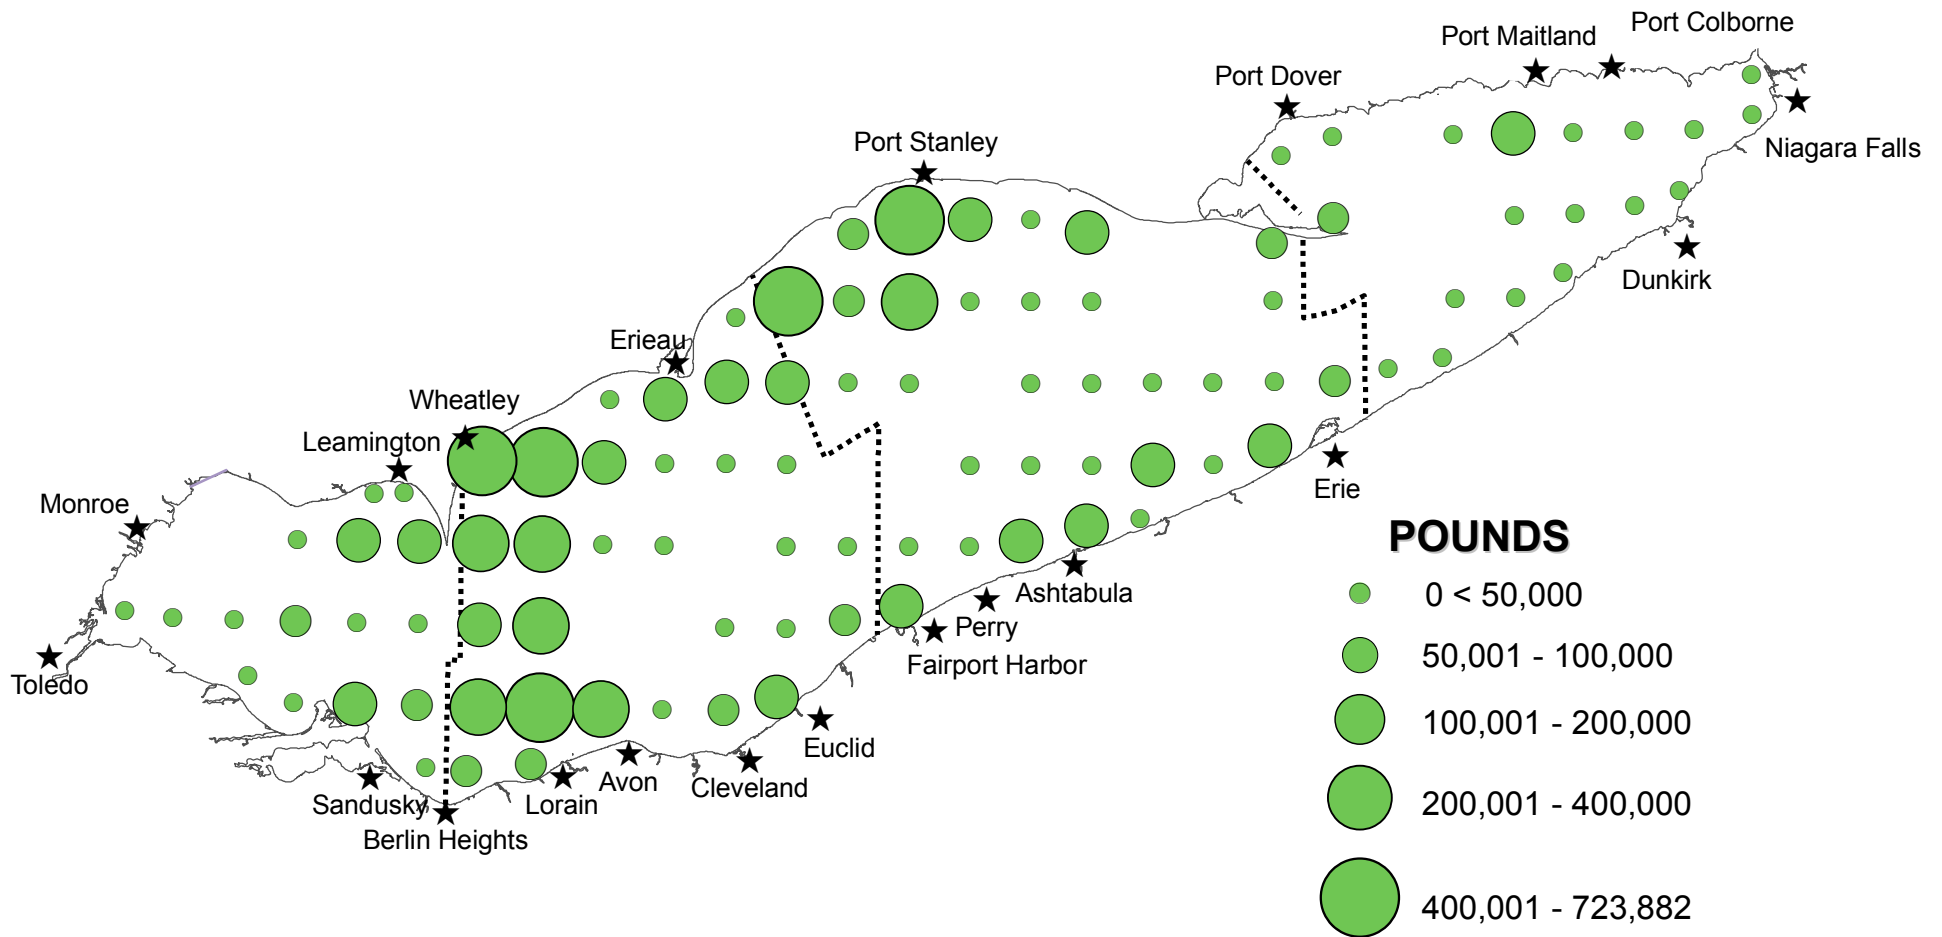 Port Colborne
Port Maitland
Port Dover
Port Stanley
Niagara Falls
Dunkirk
Erieau
Wheatley
Leamington
Monroe
Erie
POUNDS
0 < 50,000
Ashtabula
Perry
50,001 - 100,000
Fairport Harbor
Toledo
100,001 - 200,000
Euclid
Avon
Cleveland
200,001 - 400,000
Sandusky
Lorain
Berlin Heights
400,001 - 723,882